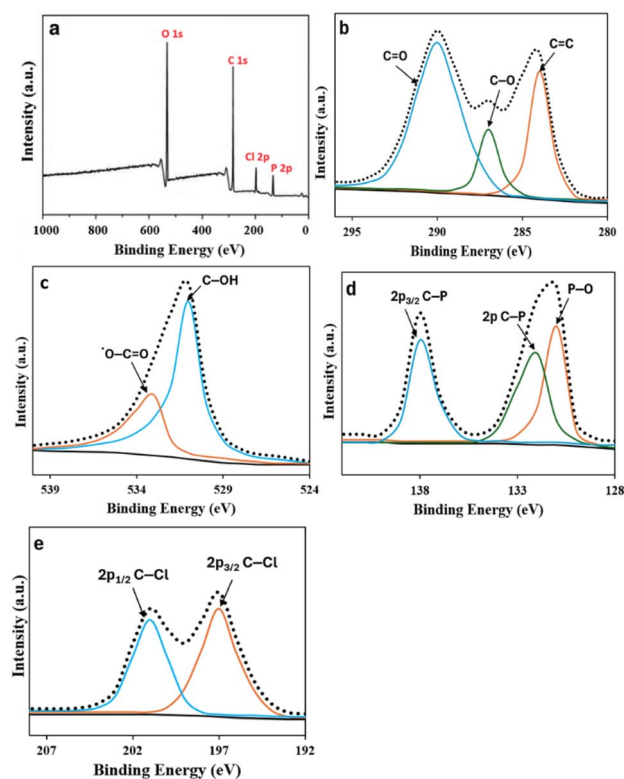 a
O 1s
C 1s
Cl 2p
P 2p
Intensity (a.u.)
1000 800 600 400 200 0
Binding Energy (eV)
b
C=O
C–O
C=C
Intensity (a.u.)
295 290 285 280
Binding Energy (eV)
c
C–OH
*O–C=O
Intensity (a.u.)
539 534 529 524
Binding Energy (eV)
d
2p3/2 C–P
2p C–P
P–O
Intensity (a.u.)
138 133 128
Binding Energy (eV)
e
2p1/2 C–Cl
2p3/2 C–Cl
Intensity (a.u.)
207 202 197 192
Binding Energy (eV)